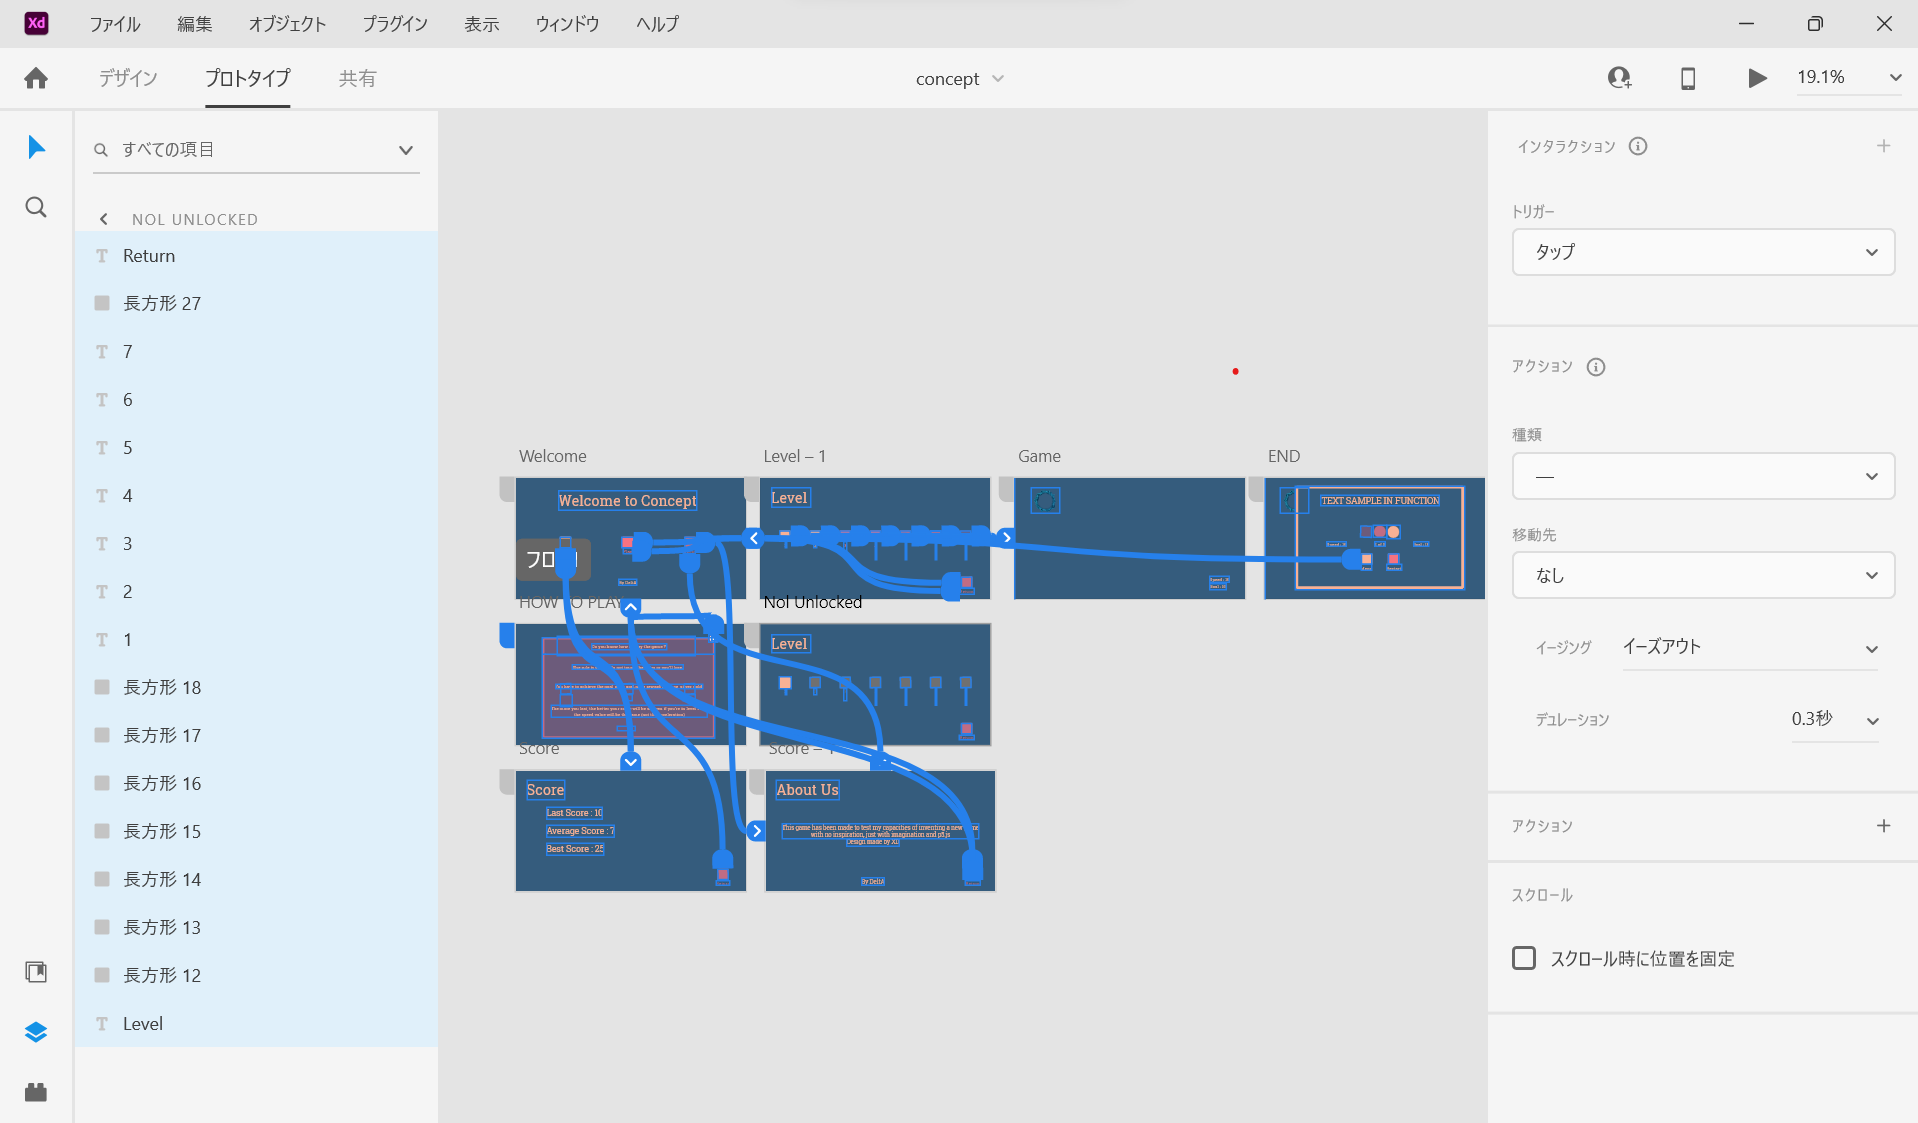 Xd ファイル 編集 オブジェクト プラグイン 表示 ウィンドウ ヘルプ
デザイン プロトタイプ 共有 concept 19.1%
すべての項目
NOL UNLOCKED
Return
長方形 27
7
6
5
4
3
2
1
長方形 18
長方形 17
長方形 16
長方形 15
長方形 14
長方形 13
長方形 12
Level
Welcome Level – 1 Game END
Welcome to Concept
Level
TEXT SAMPLE IN FUNCTION
By DeltA
HOW TO PLAY
Nol Unlocked
Level
Score
Score –
Score
Last Score : 10
Average Score : 7
Best Score : 25
About Us
This game has been made to test my capacities of inventing a new
with no inspiration, just with imagination and p5.js
Design made by XD
By DeltA
インタラクション
トリガー
タップ
アクション
種類
—
移動先
なし
イージング イーズアウト
デュレーション 0.3秒
アクション
スクロール
スクロール時に位置を固定